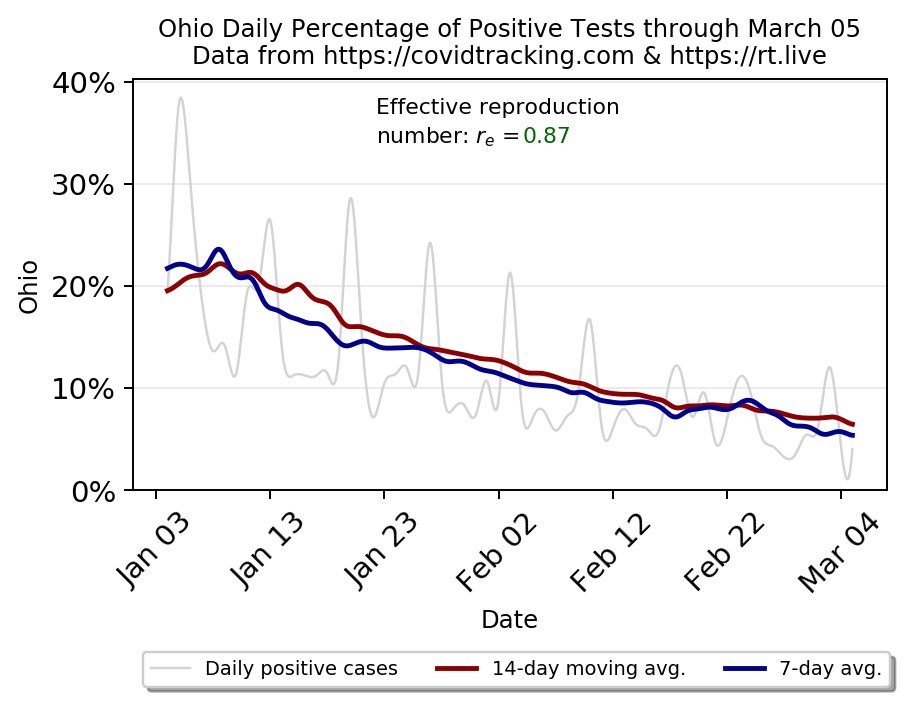 Ohio Daily Percentage of Positive Tests through March 05
Data from https://covidtracking.com & https://rt.live
Effective reproduction
number: rₑ = 0.87
40%
30%
20%
10%
0%
Ohio
Jan 03
Jan 13
Jan 23
Feb 02
Feb 12
Feb 22
Mar 04
Date
Daily positive cases
14-day moving avg.
7-day avg.